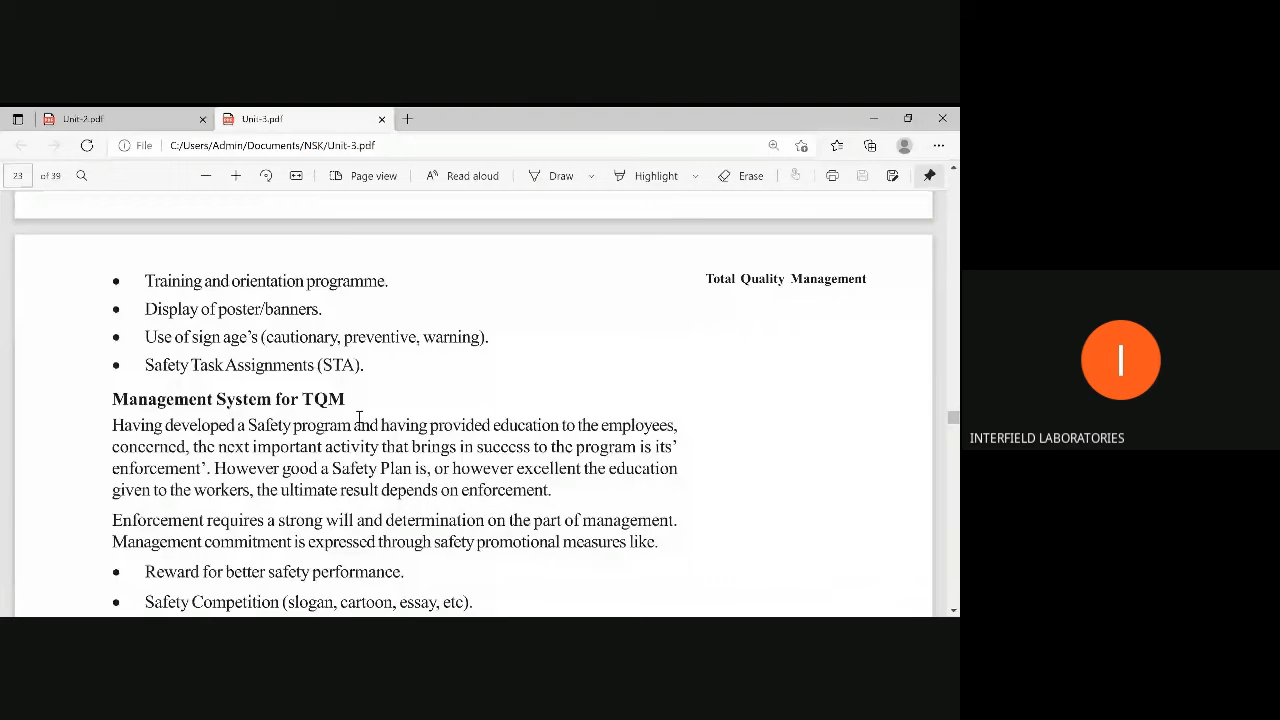 Unit-2.pdf
Unit-3.pdf
File
C:/Users/Admin/Documents/NSK/Unit-3.pdf
23 of 39
Page view
Read aloud
Draw
Highlight
Erase
• Training and orientation programme.
Total Quality Management
• Display of poster/banners.
• Use of sign age’s (cautionary, preventive, warning).
• Safety Task Assignments (STA).
Management System for TQM
Having developed a Safety program and having provided education to the employees,
concerned, the next important activity that brings in success to the program is its’
enforcement’. However good a Safety Plan is, or however excellent the education
given to the workers, the ultimate result depends on enforcement.
Enforcement requires a strong will and determination on the part of management.
Management commitment is expressed through safety promotional measures like.
• Reward for better safety performance.
• Safety Competition (slogan, cartoon, essay, etc).
I
INTERFIELD LABORATORIES